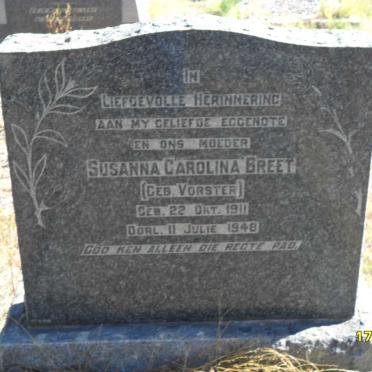 IN
LIEFDEVOLLE HERINNERING
AAN MY GELIEFDE EGGENOTE
EN ONS MOEDER
SUSANNA CAROLINA BREET
(GEB. VORSTER)
GEB. 22 OKT. 1911
OORL. 11 JULIE 1948
GOD KEN ALLEEN DIE REGTE PAD.
17